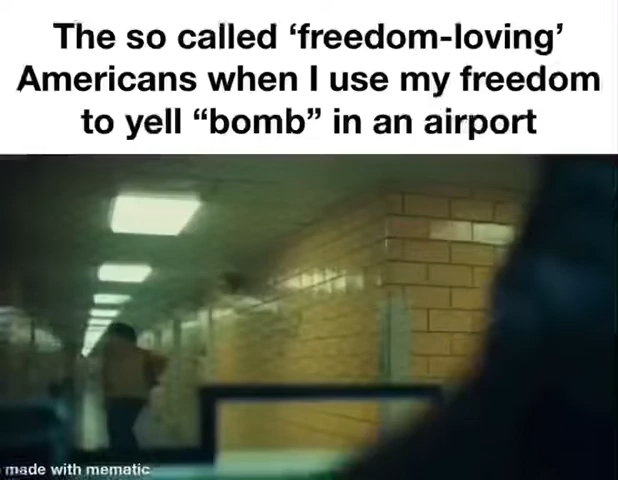 The so called ‘freedom-loving’
Americans when I use my freedom
to yell “bomb” in an airport
made with mematic